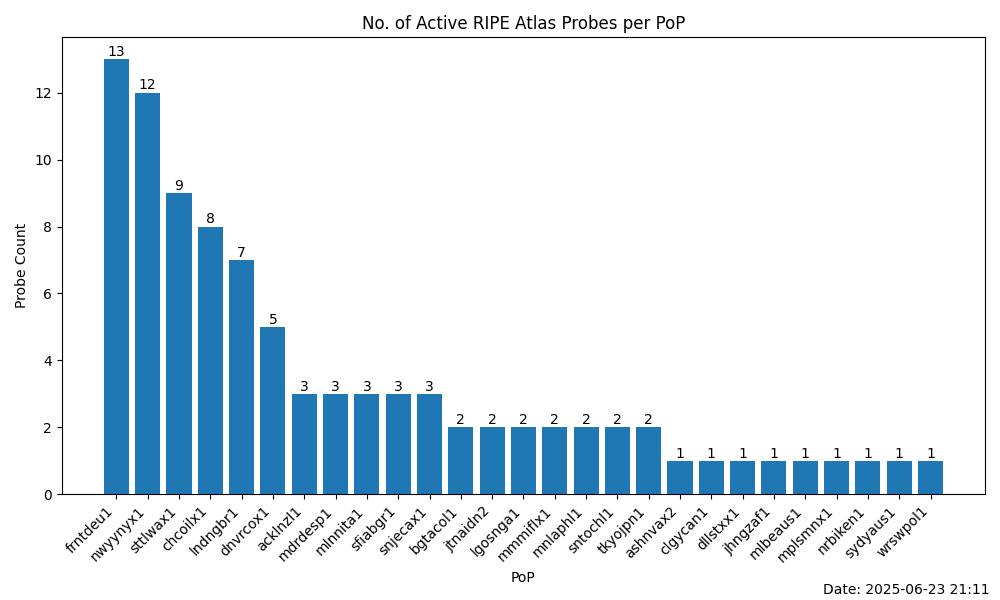 No. of Active RIPE Atlas Probes per PoP
13
12
9
8
7
5
3
3
3
3
3
2
2
2
2
2
2
2
1
1
1
1
1
1
1
1
1
12
10
8
6
4
2
0
Probe Count
frntdeu1
nwyynyx1
sttlwax1
chcoilx1
lndngbr1
dnvrcox1
acklnzl1
mdrdesp1
mlnnita1
sfiabgr1
snjecax1
bgtacol1
jtnaidn2
lgosnga1
mmmiflx1
mnlaphl1
sntochl1
tkyojpn1
ashnvax2
clgycan1
dllstxx1
jhngzaf1
mlbeaus1
mplsmnx1
nrbiken1
sydyaus1
wrswpol1
PoP
Date: 2025-06-23 21:11